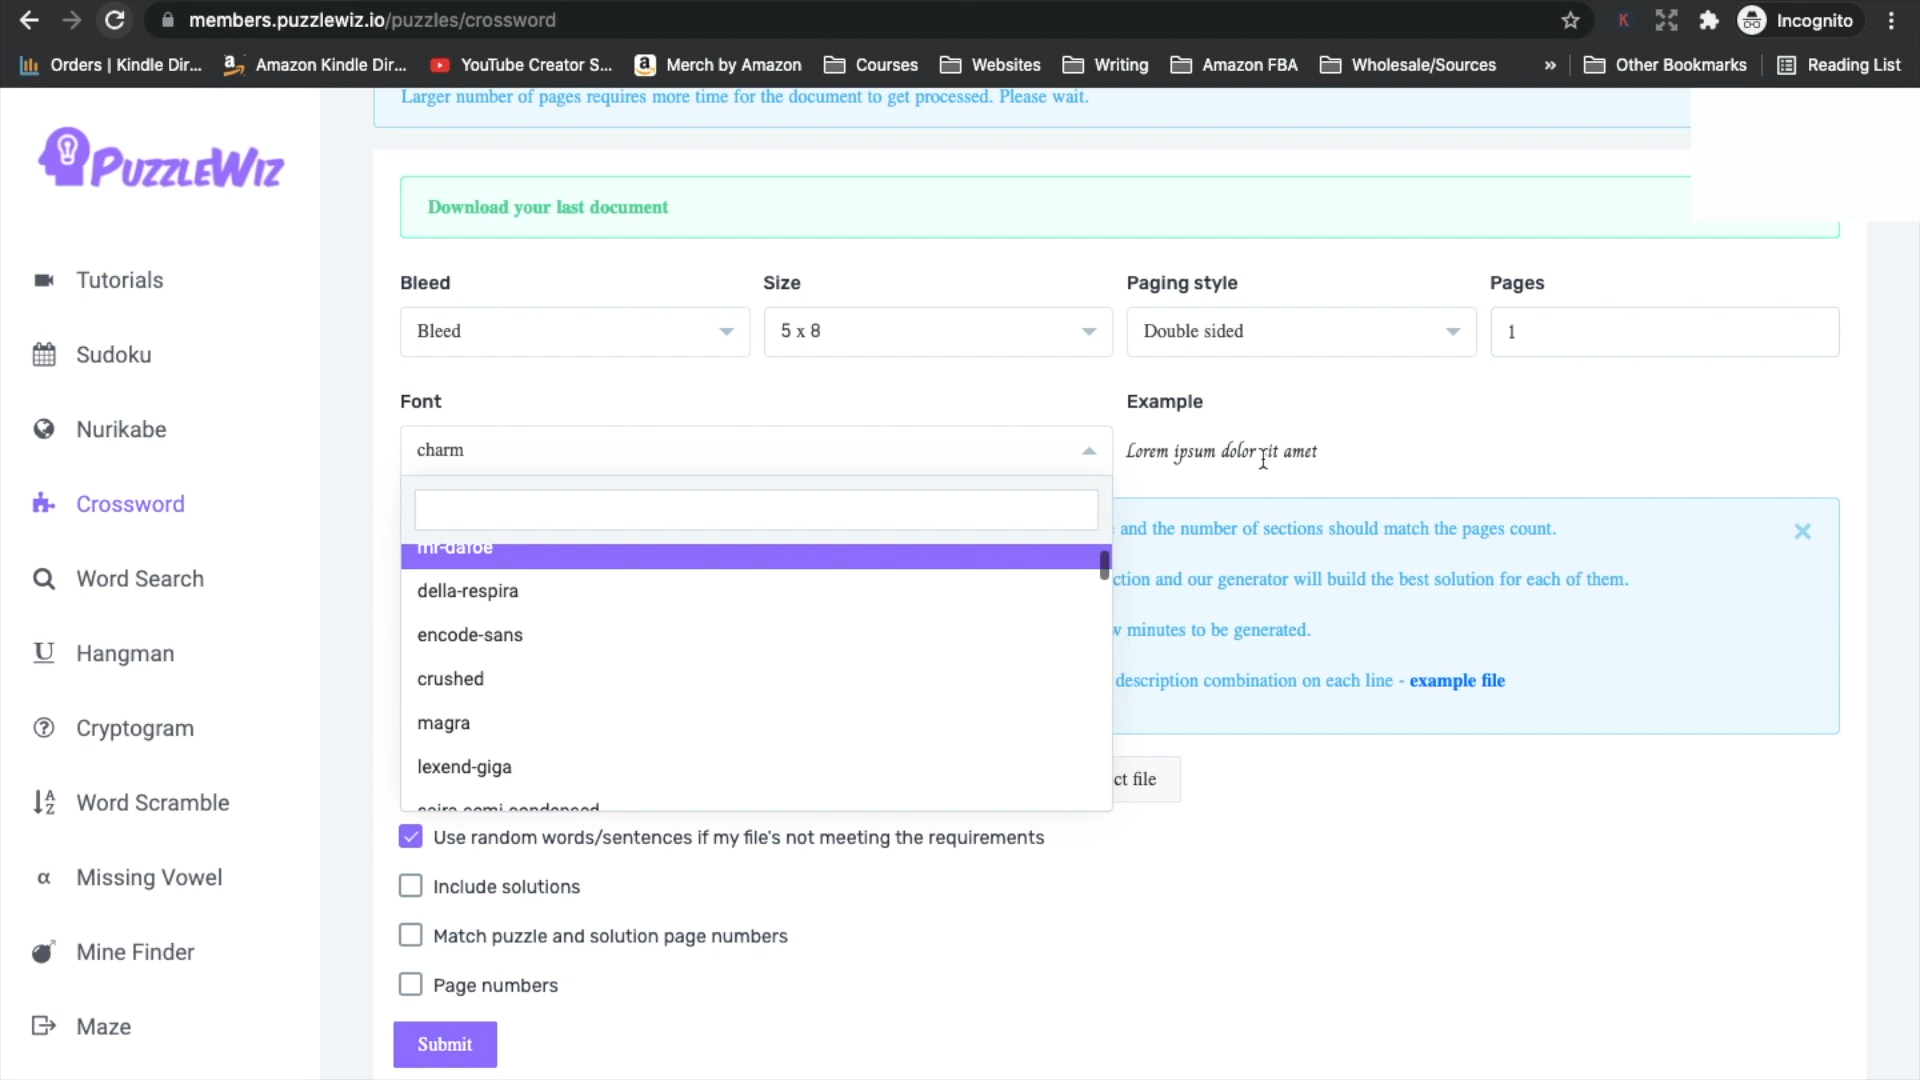 members.puzzlewiz.io/puzzles/crossword
K
Incognito
Orders | Kindle Dir...
Amazon Kindle Dir...
YouTube Creator S...
Merch by Amazon
Courses
Websites
Writing
Amazon FBA
Wholesale/Sources
»
Other Bookmarks
Reading List
Larger number of pages requires more time for the document to get processed. Please wait.
PUZZLEWIZ
Download your last document
Tutorials
Sudoku
Nurikabe
Crossword
Word Search
Hangman
Cryptogram
Word Scramble
Missing Vowel
Mine Finder
Maze
Bleed
Size
Paging style
Pages
Bleed
5 x 8
Double sided
1
Font
Example
charm
Lorem ipsum dolor sit amet
mr-dafoe
della-respira
encode-sans
crushed
magra
lexend-giga
saira-semi-condensed
and the number of sections should match the pages count.
ction and our generator will build the best solution for each of them.
w minutes to be generated.
description combination on each line - example file
ct file
Use random words/sentences if my file's not meeting the requirements
Include solutions
Match puzzle and solution page numbers
Page numbers
Submit